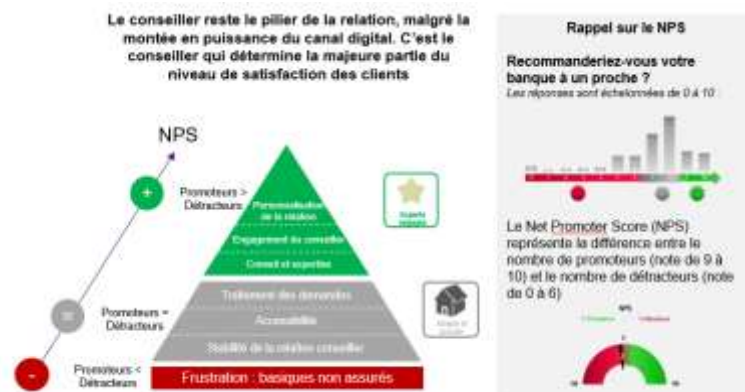 Le conseiller reste le pilier de la relation, malgré la
montée en puissance du canal digital. C'est le
conseiller qui détermine la majeure partie du
niveau de satisfaction des clients
NPS
+
Promoteurs >
Détracteurs
Personnalisation
de la relation
Engagement du conseiller
Conseil et expertise
=
Promoteurs =
Détracteurs
Traitement des demandes
Accessibilité
Stabilité de la relation conseiller
-
Promoteurs <
Détracteurs
Frustration : basiques non assurés
Rappel sur le NPS
Recommanderiez-vous votre
banque à un proche ?
Les réponses sont échelonnées de 0 à 10
Le Net Promoter Score (NPS)
représente la différence entre le
nombre de promoteurs (note de 9 à
10) et le nombre de détracteurs (note
de 0 à 6)
NPS